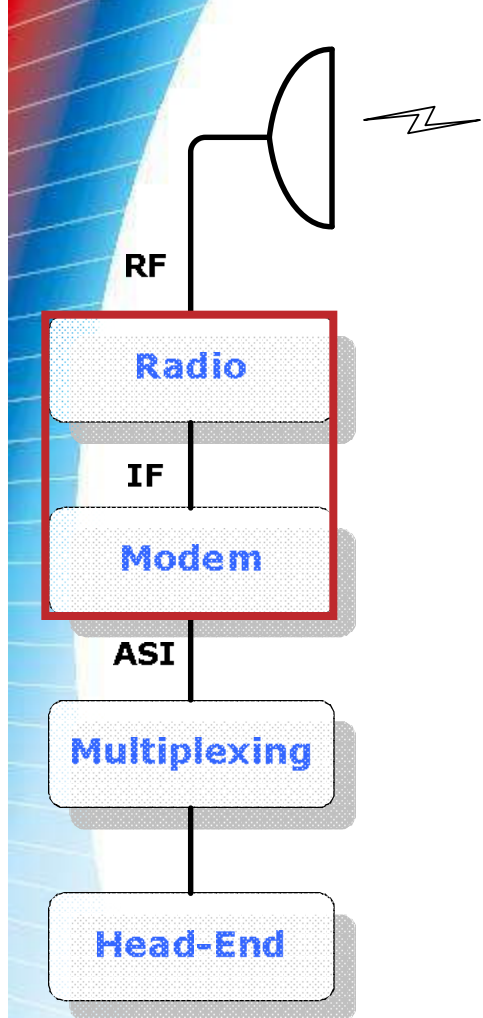 RF
Radio
IF
Modem
ASI
Multiplexing
Head-End